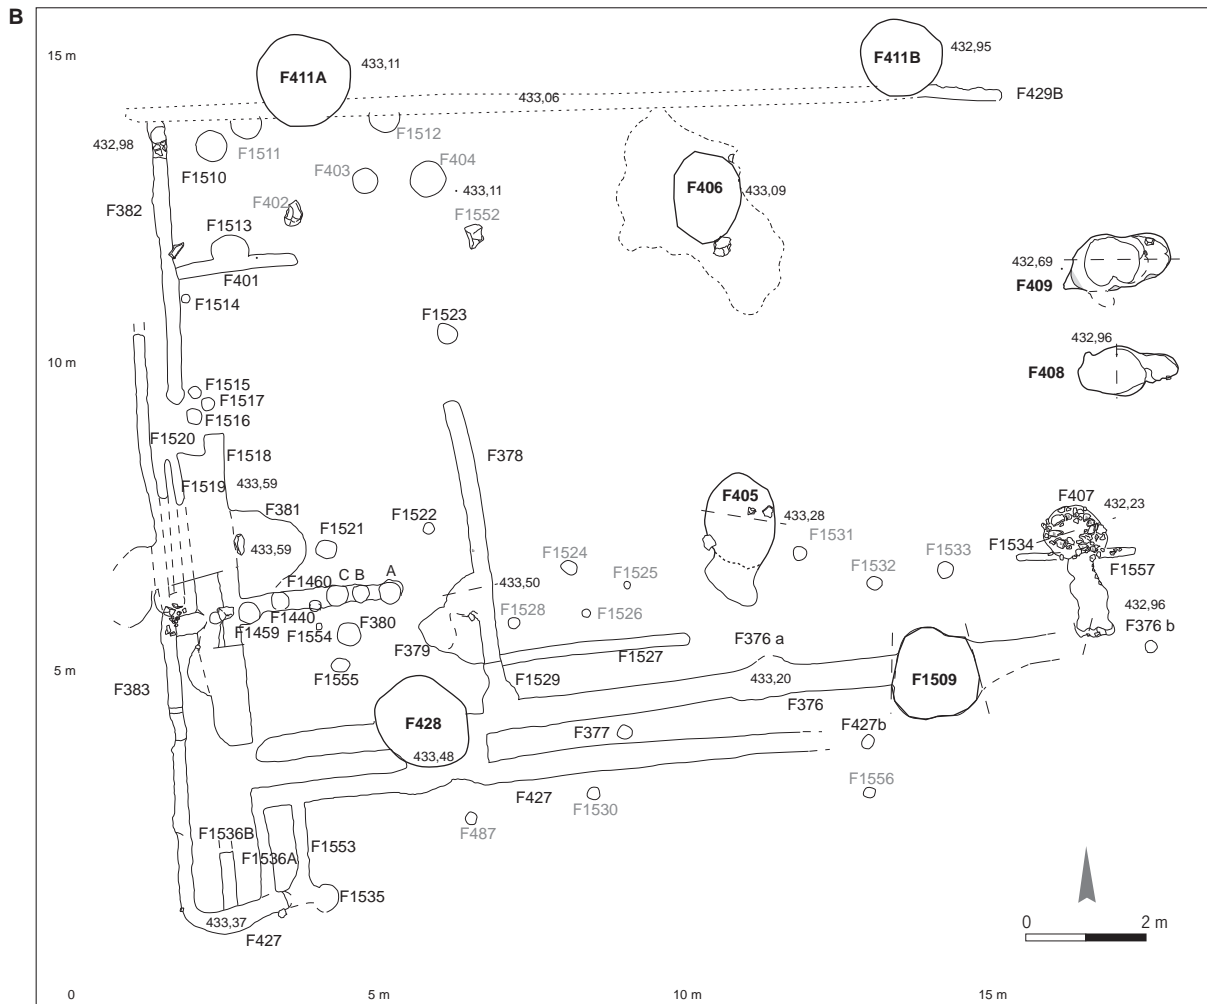 B
15 m
F411A
433,11
F411B
432,95
433,06
F429B
F1512
432,98
F1511
F1510
F403
F404
433,11
F406
433,09
F402
F382
F1552
F1513
F401
432,69
F409
F1514
F1523
432,96
10 m
F408
F1515
F1517
F1516
F1520
F1518
F378
F1519
433,59
F405
F407
432,23
F381
F1522
433,28
F1521
F1531
F1534
433,59
F1524
F1533
F1557
C B A
F1460
433,50
F1525
F1532
F1440
F1528
F1526
432,96
F1459
F1554
F380
F376 b
F379
F376 a
F1527
5 m
F1555
F1529
433,20
F1509
F383
F376
F428
F427b
F377
433,48
F1556
F427
F1530
F487
F1536B
F1553
F1536A
F1535
433,37
F427
0 2 m
0 5 m 10 m 15 m